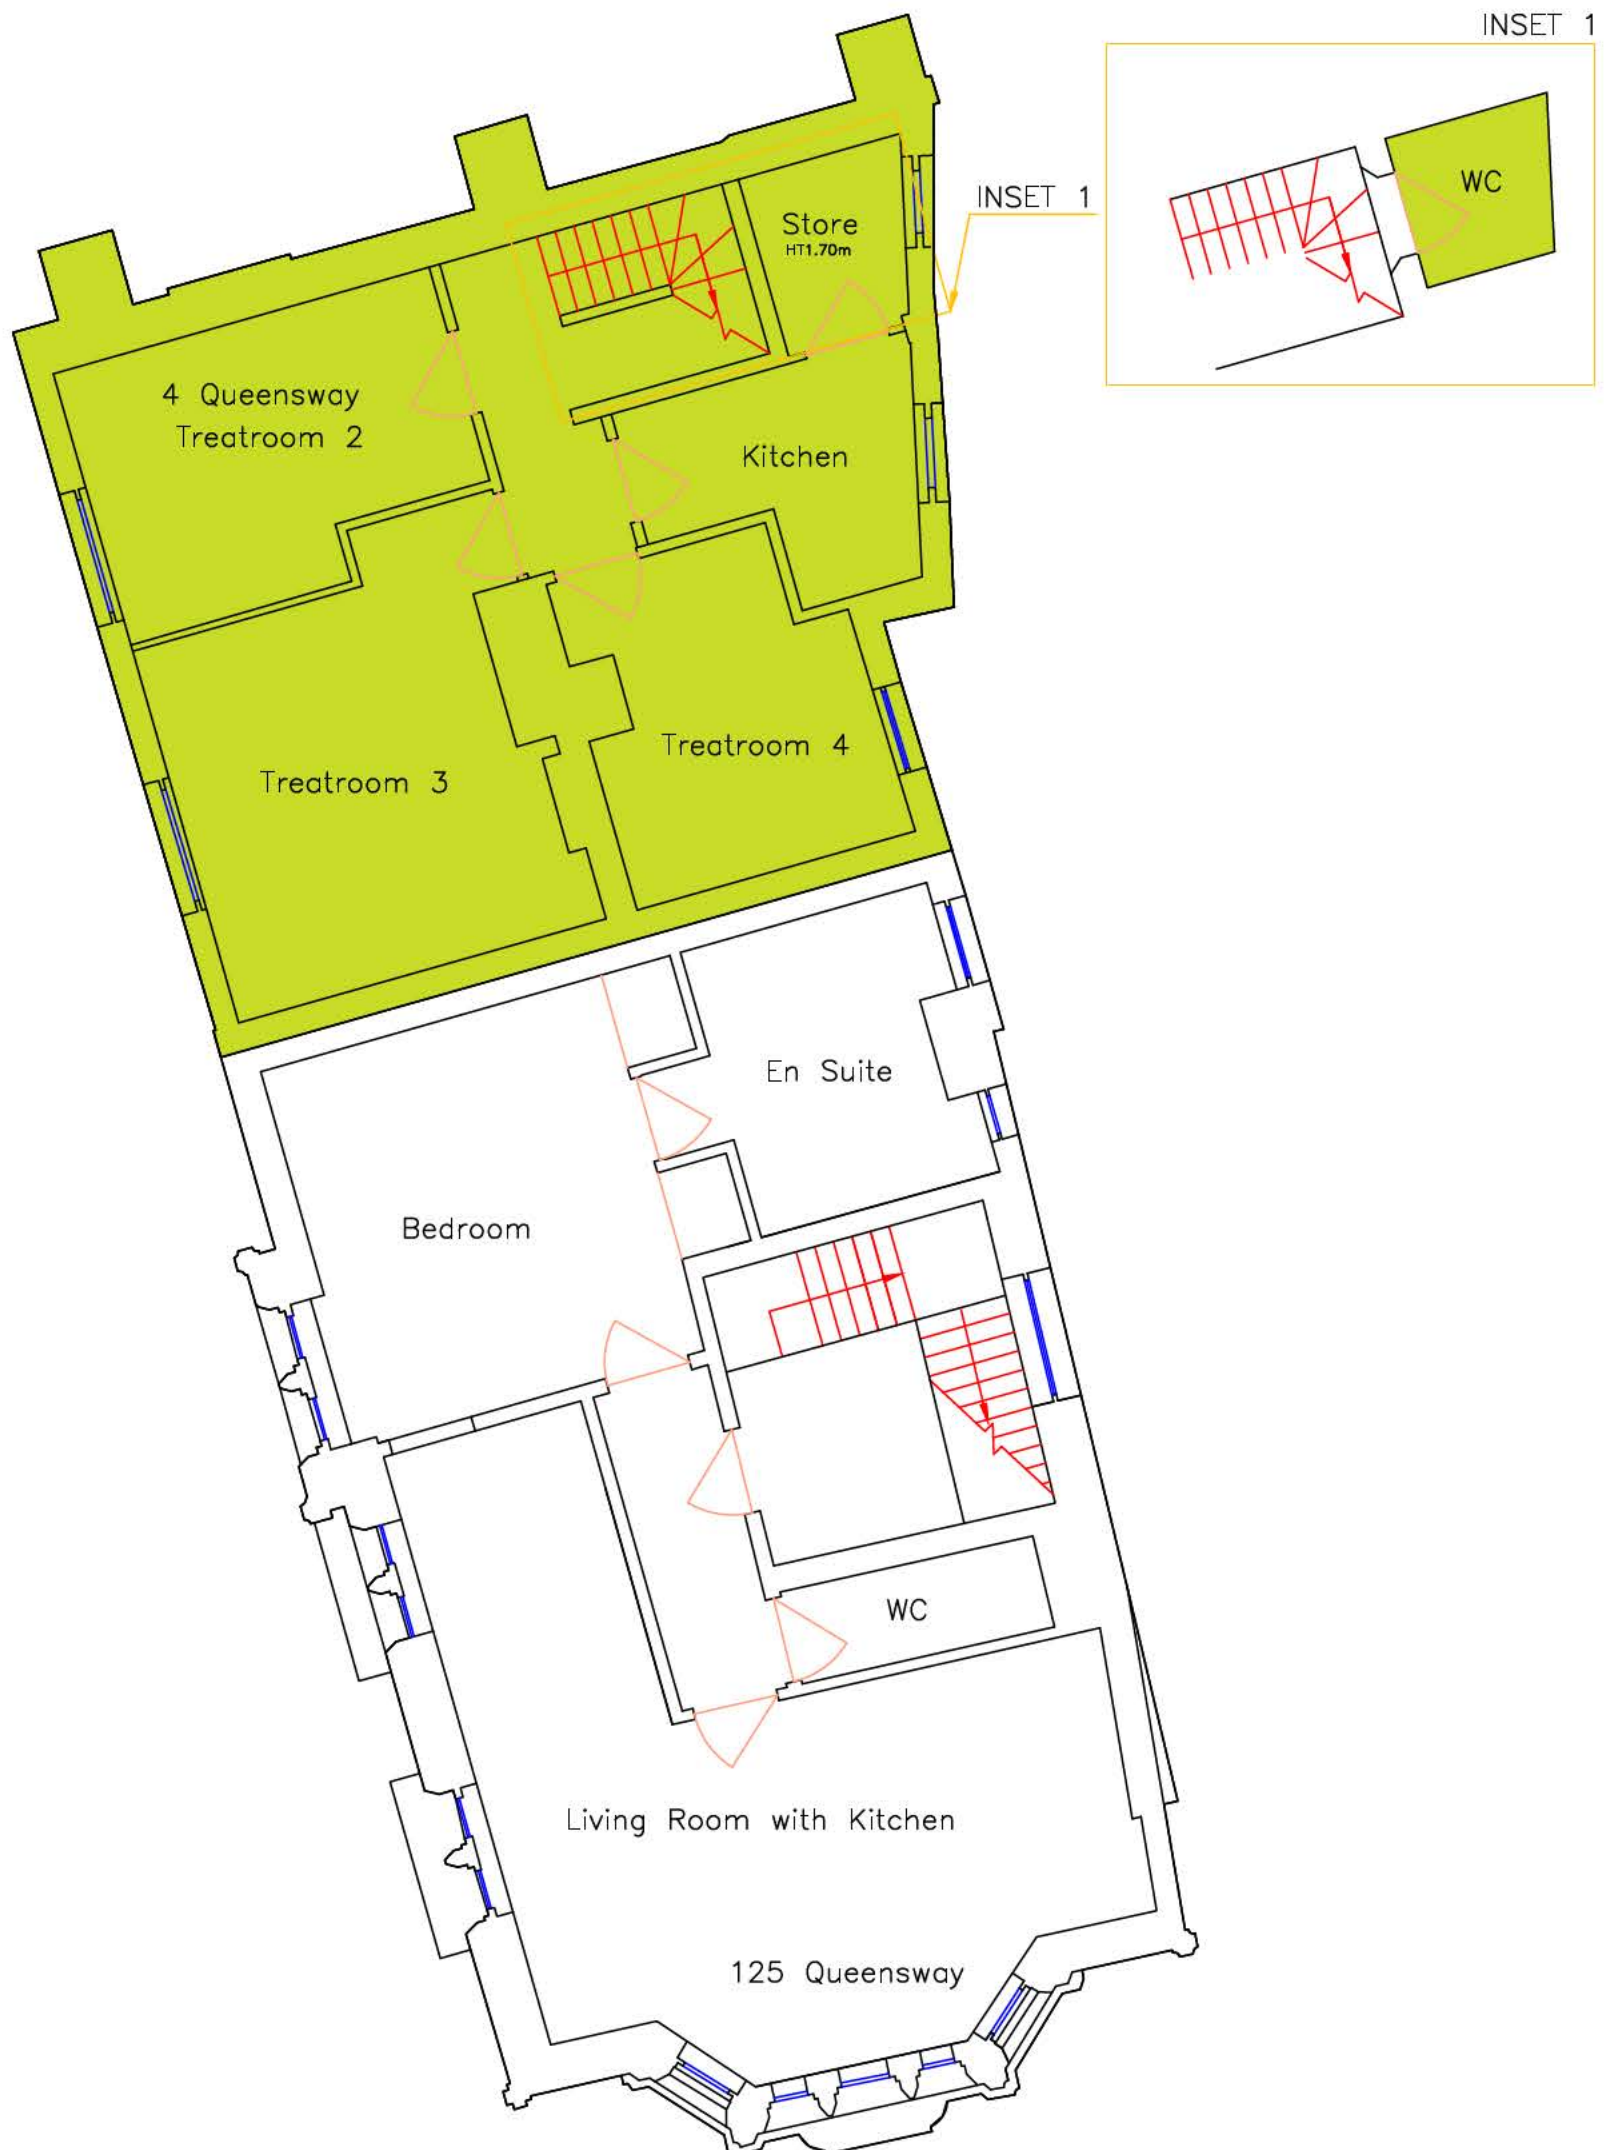 INSET 1
WC
INSET 1
Store
HT1.70m
4 Queensway
Treatroom 2
Kitchen
Treatroom 4
Treatroom 3
En Suite
Bedroom
WC
Living Room with Kitchen
125 Queensway